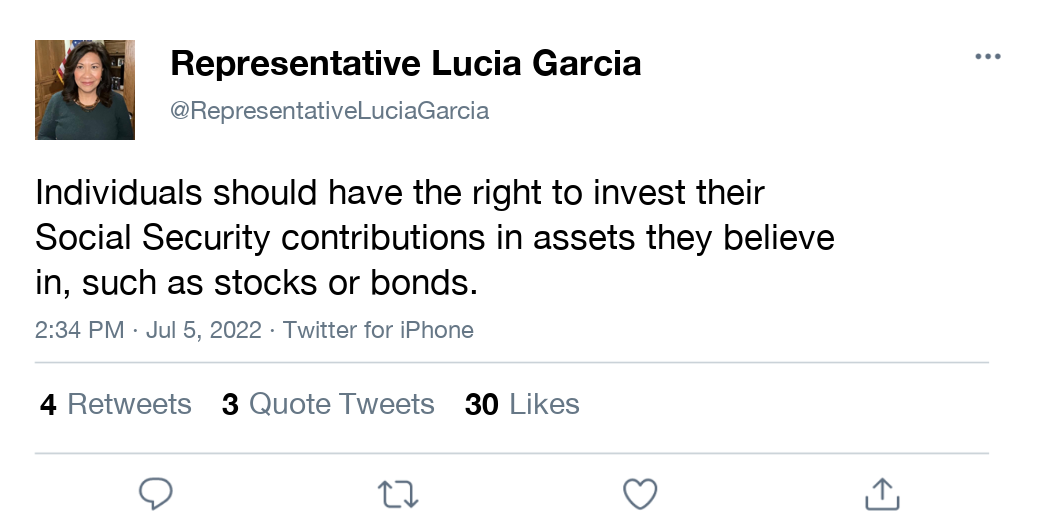 Representative Lucia Garcia
@RepresentativeLuciaGarcia
Individuals should have the right to invest their
Social Security contributions in assets they believe
in, such as stocks or bonds.
2:34 PM · Jul 5, 2022 · Twitter for iPhone
4 Retweets 3 Quote Tweets 30 Likes